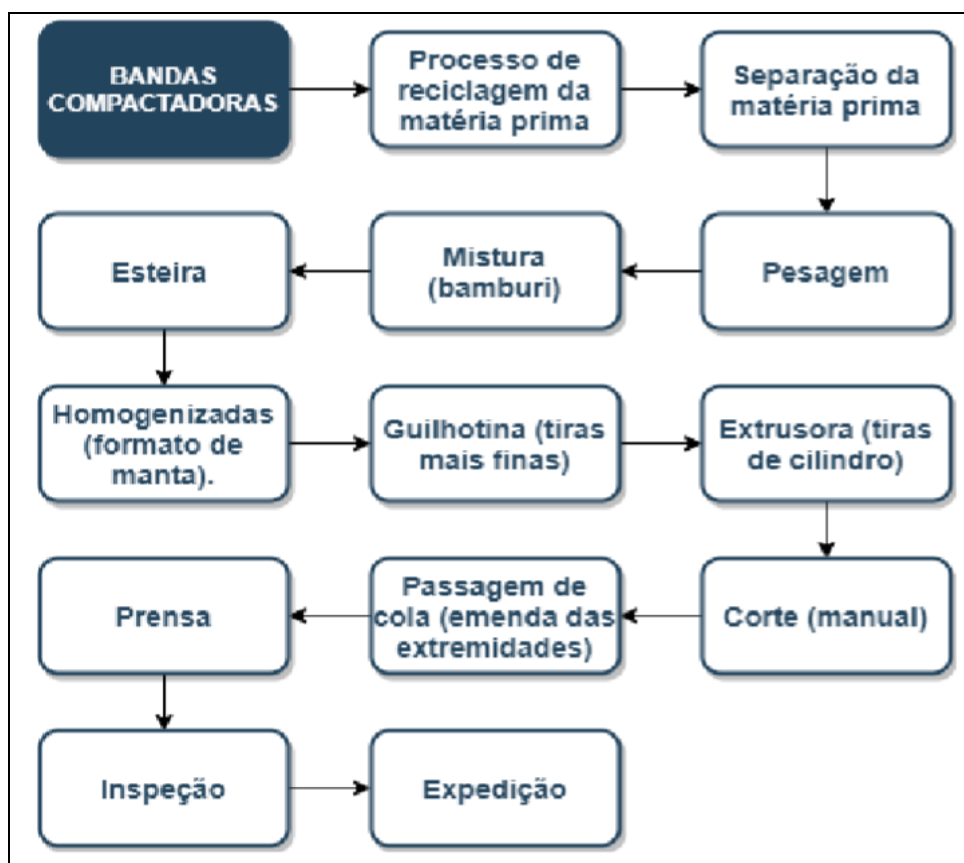 BANDAS
COMPACTADORAS
Processo de
reciclagem da
matéria prima
Separação da
matéria prima
Pesagem
Mistura
(bamburi)
Esteira
Homogenizadas
(formato de
manta).
Guilhotina (tiras
mais finas)
Extrusora (tiras
de cilindro)
Corte (manual)
Passagem de
cola (emenda das
extremidades)
Prensa
Inspeção
Expedição